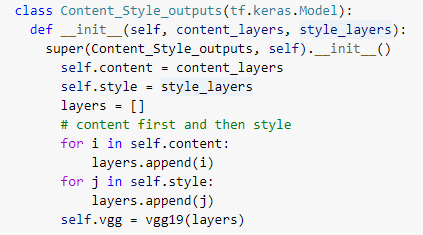 class Content_Style_outputs(tf.keras.Model):
  def __init__(self, content_layers, style_layers):
    super(Content_Style_outputs, self).__init__()
      self.content = content_layers
      self.style = style_layers
      layers = []
      # content first and then style
      for i in self.content:
          layers.append(i)
      for j in self.style:
          layers.append(j)
      self.vgg = vgg19(layers)